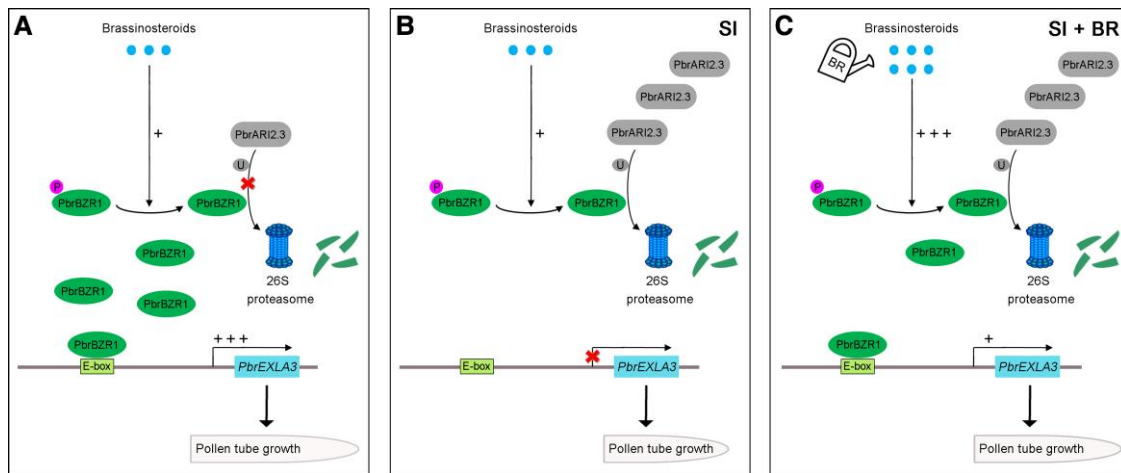 A
Brassinosteroids
+
PbrARI2.3
U
P
PbrBZR1
PbrBZR1
PbrBZR1
PbrBZR1
PbrBZR1
26S
proteasome
PbrBZR1
E-box
+++
PbrEXLA3
Pollen tube growth
B
SI
Brassinosteroids
PbrARI2.3
PbrARI2.3
PbrARI2.3
+
U
P
PbrBZR1
PbrBZR1
26S
proteasome
E-box
PbrEXLA3
Pollen tube growth
C
SI + BR
Brassinosteroids
BR
PbrARI2.3
PbrARI2.3
PbrARI2.3
+++
U
P
PbrBZR1
PbrBZR1
PbrBZR1
26S
proteasome
PbrBZR1
E-box
+
PbrEXLA3
Pollen tube growth